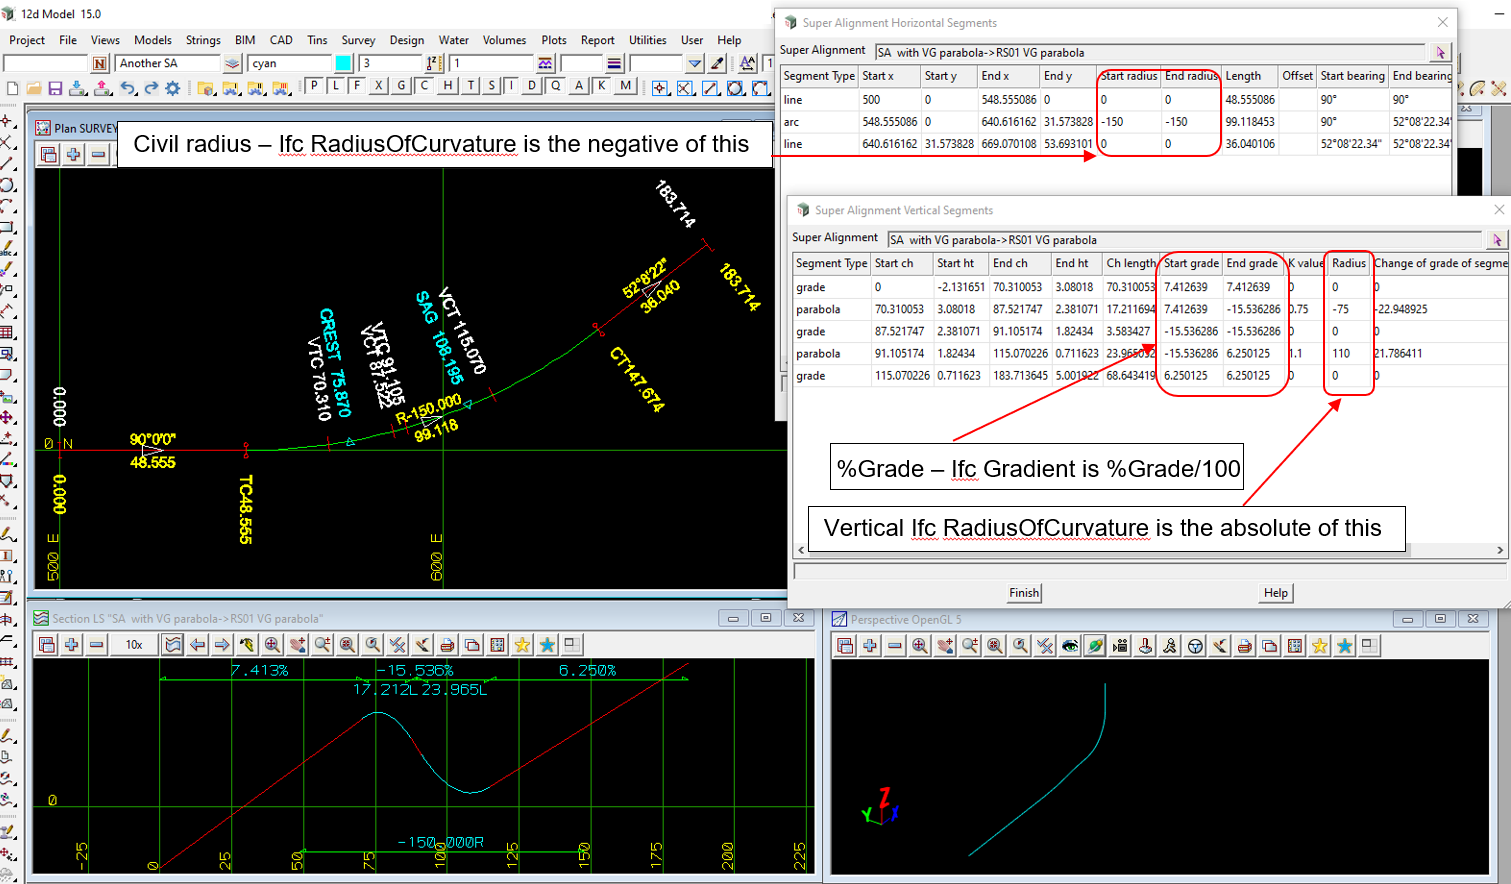 12d Model 15.0
Project File Views Models Strings BIM CAD Tins Survey Design Water Volumes Plots Report Utilities User Help
N Another SA cyan 3 1
P L F X G C H T S I D Q A K M
Plan SURVEY
Civil radius – Ifc RadiusOfCurvature is the negative of this
0.000
0 N
0.000
90°0'0"
48.555
TC48.555
500 E
600 E
VTC 70.310
CREST 75.870
VTC 91.105
SAG 108.195
VCT 115.070
R-150.000
99.118
CT147.674
52°8'22"
36.040
183.714
183.714
Super Alignment Horizontal Segments
Super Alignment SA with VG parabola->RS01 VG parabola
Segment Type Start x Start y End x End y Start radius End radius Length Offset Start bearing End bearing
line 500 0 548.555086 0 0 0 48.555086 90° 90°
arc 548.555086 0 640.616162 31.573828 -150 -150 99.118453 90° 52°08'22.34"
line 640.616162 31.573828 669.070108 53.693101 0 0 36.040106 52°08'22.34" 52°08'22.34"
Super Alignment Vertical Segments
Super Alignment SA with VG parabola->RS01 VG parabola
Segment Type Start ch Start ht End ch End ht Ch length Start grade End grade K value Radius Change of grade of segme
grade 0 -2.131651 70.310053 3.08018 70.310053 7.412639 7.412639 0 0 0
parabola 70.310053 3.08018 87.521747 2.381071 17.211694 7.412639 -15.536286 0.75 -75 -22.948925
grade 87.521747 2.381071 91.105174 1.82434 3.583427 -15.536286 -15.536286 0 0 0
parabola 91.105174 1.82434 115.070226 0.711623 23.965052 -15.536286 6.250125 1.1 110 21.786411
grade 115.070226 0.711623 183.713645 5.001922 68.643419 6.250125 6.250125 0 0 0
%Grade – Ifc Gradient is %Grade/100
Vertical Ifc RadiusOfCurvature is the absolute of this
Finish Help
Section LS "SA with VG parabola->RS01 VG parabola"
10x
7.413% -15.536% 6.250%
17.212L 23.965L
0
-150.000R
-25 0 25 50 75 100 125 150 175 200 225
Perspective OpenGL 5
Z
Y X